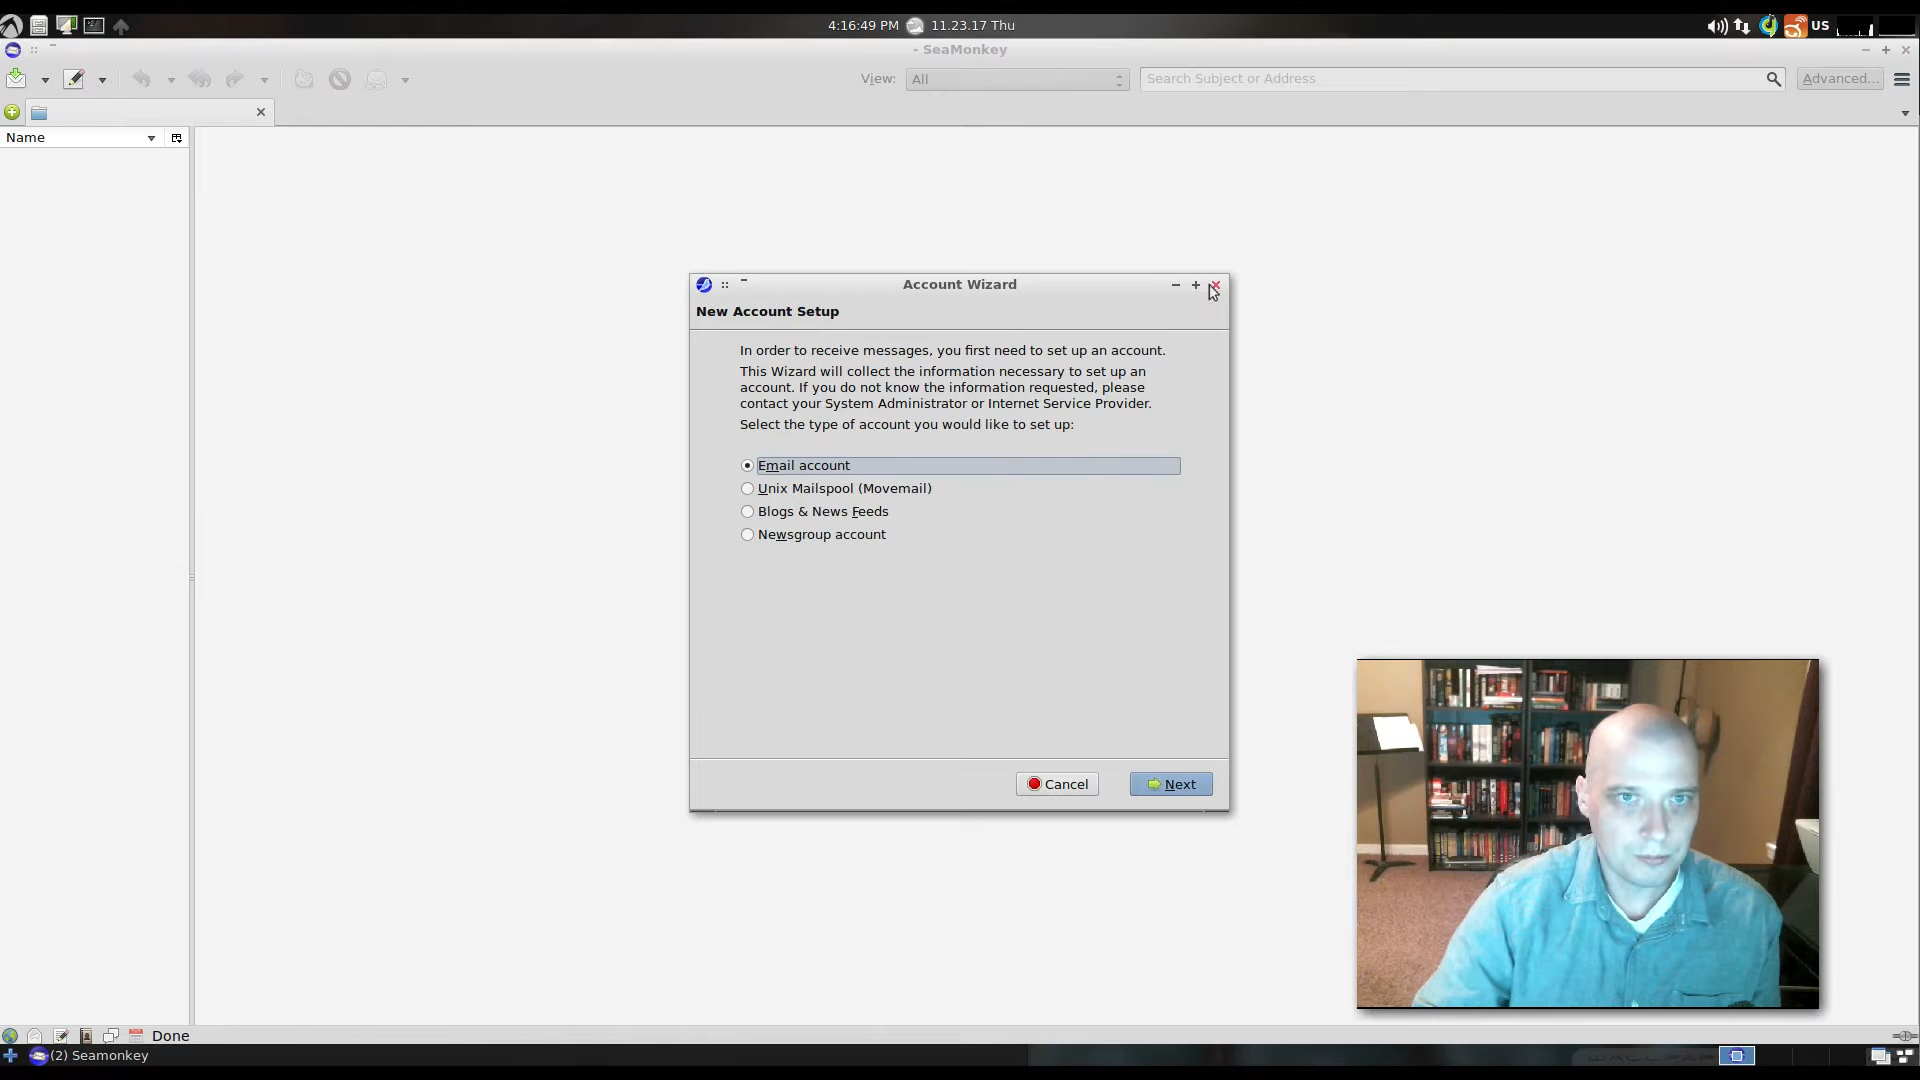 4:16:49 PM 11.23.17 Thu
US
- SeaMonkey
View: All
Search Subject or Address
Advanced...
Name
Account Wizard
New Account Setup
In order to receive messages, you first need to set up an account.
This Wizard will collect the information necessary to set up an
account. If you do not know the information requested, please
contact your System Administrator or Internet Service Provider.
Select the type of account you would like to set up:
Email account
Unix Mailspool (Movemail)
Blogs & News Feeds
Newsgroup account
Cancel
Next
Done
(2) Seamonkey